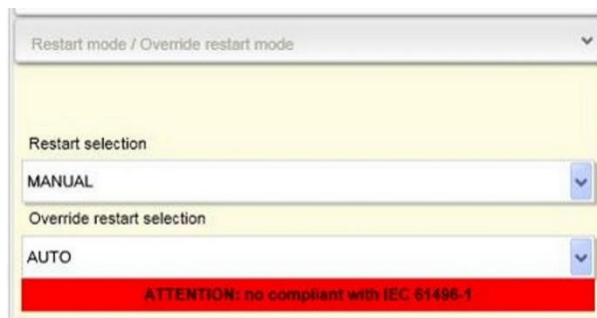 Restart mode / Override restart mode
Restart selection
MANUAL
Override restart selection
AUTO
ATTENTION: no compliant with IEC 61496-1